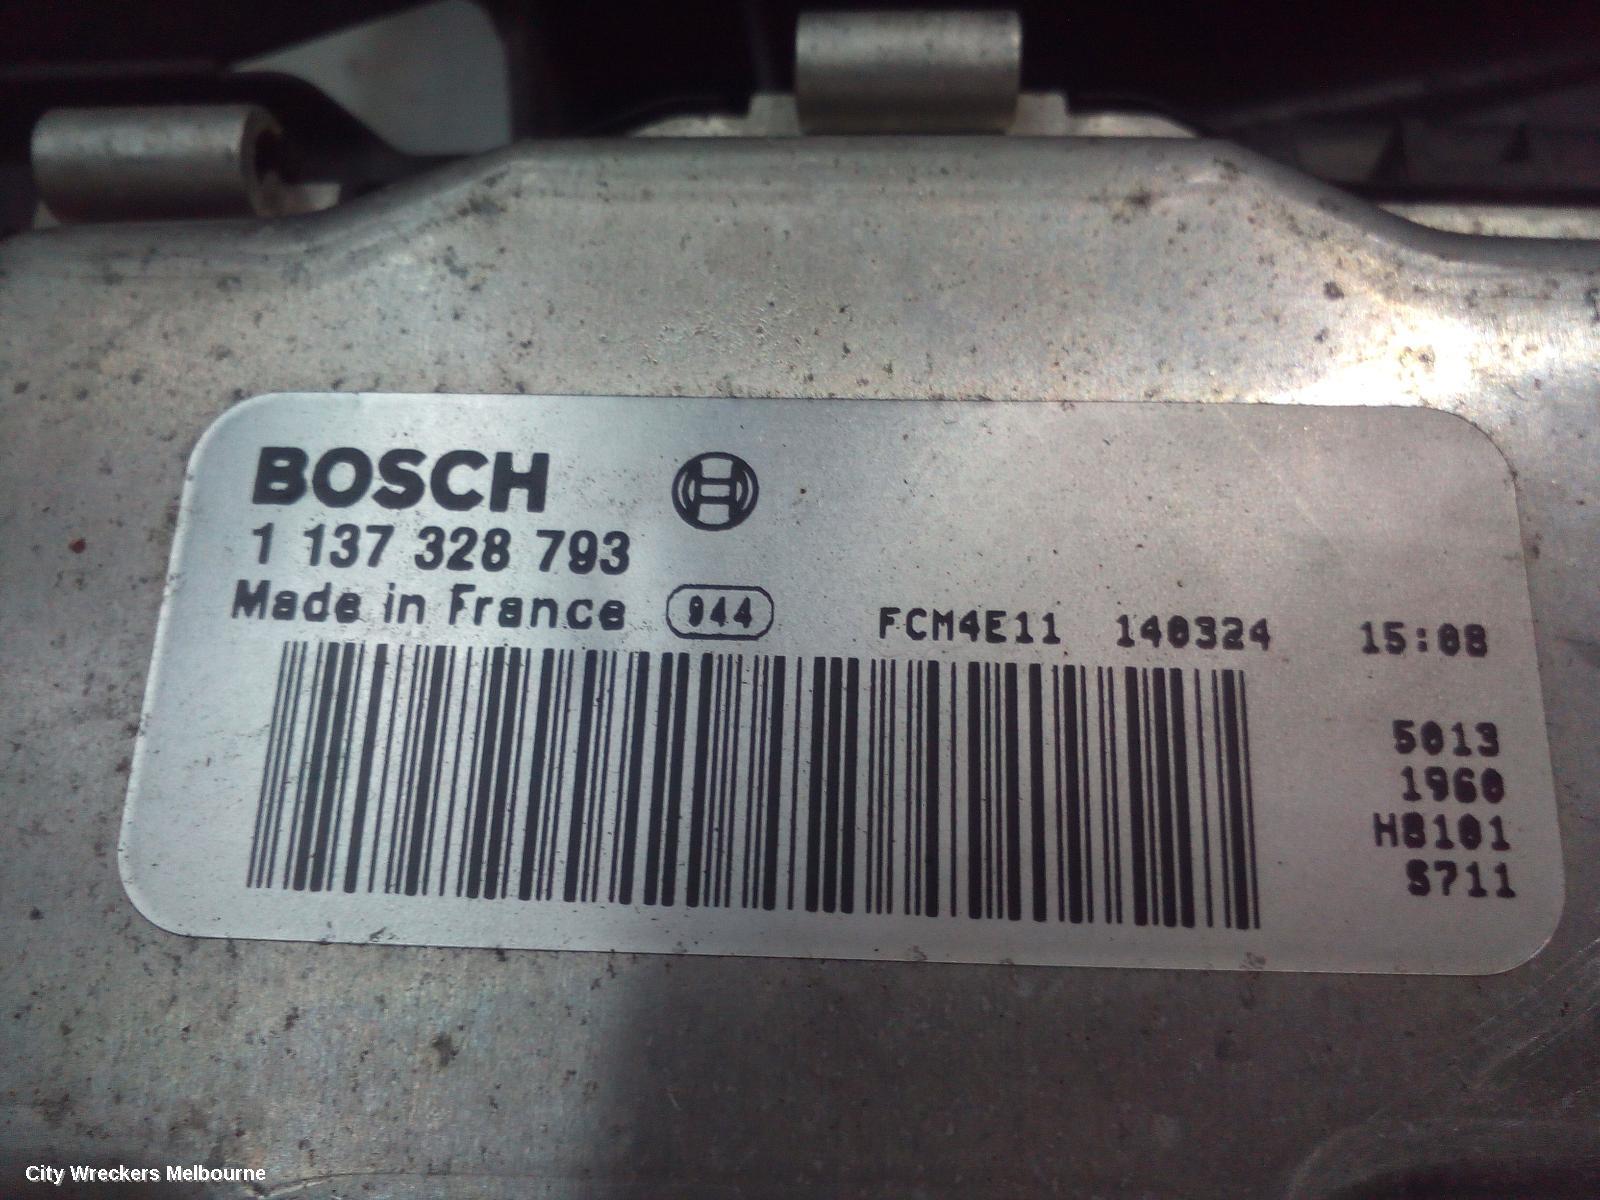 BOSCH
1 137 328 793
Made in France 944 FCM4E11 140324 15:08
5013
1960
H8101
S711
City Wreckers Melbourne